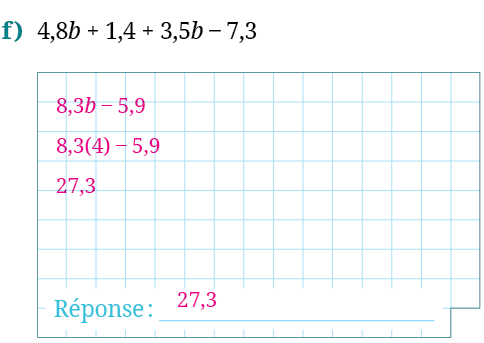 f) 4,8b + 1,4 + 3,5b – 7,3
8,3b – 5,9
8,3(4) – 5,9
27,3
Réponse : 27,3